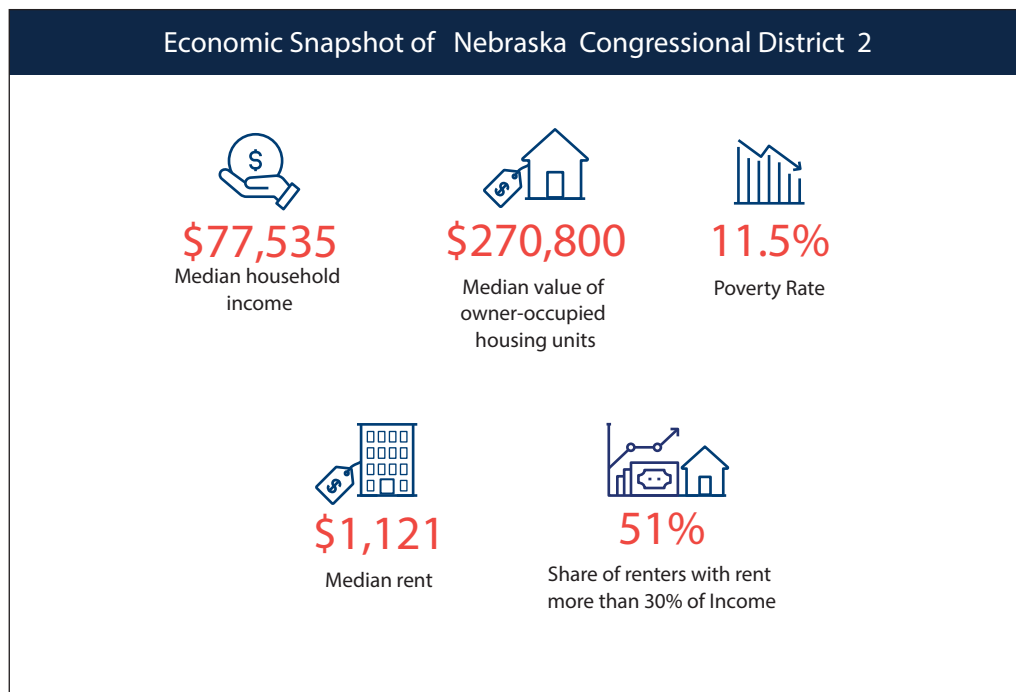 Economic Snapshot of Nebraska Congressional District 2
$
$77,535
Median household
income
$
$270,800
Median value of
owner-occupied
housing units
11.5%
Poverty Rate
$
$1,121
Median rent
51%
Share of renters with rent
more than 30% of Income